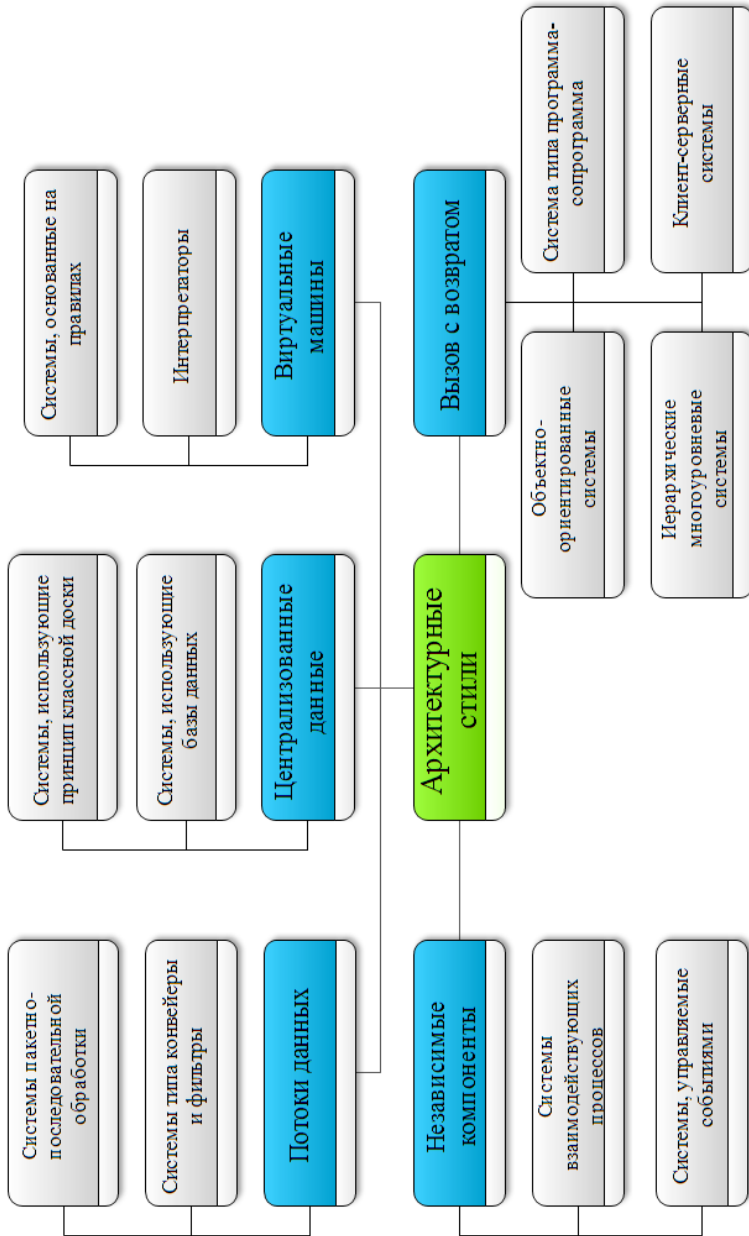 Системы пакетно-
последовательной
обработки
Системы, использующие
принцип классной доски
Системы, основанные на
правилах
Системы типа конвейеры
и фильтры
Системы, использующие
базы данных
Интерпретаторы
Потоки данных
Централизованные
данные
Виртуальные
машины
Независимые
компоненты
Архитектурные
стили
Вызов с возвратом
Системы
взаимодействующих
процессов
Объектно-
ориентированные
системы
Система типа программа-
сопрограмма
Системы, управляемые
событиями
Иерархические
многоуровневые
системы
Клиент-серверные
системы